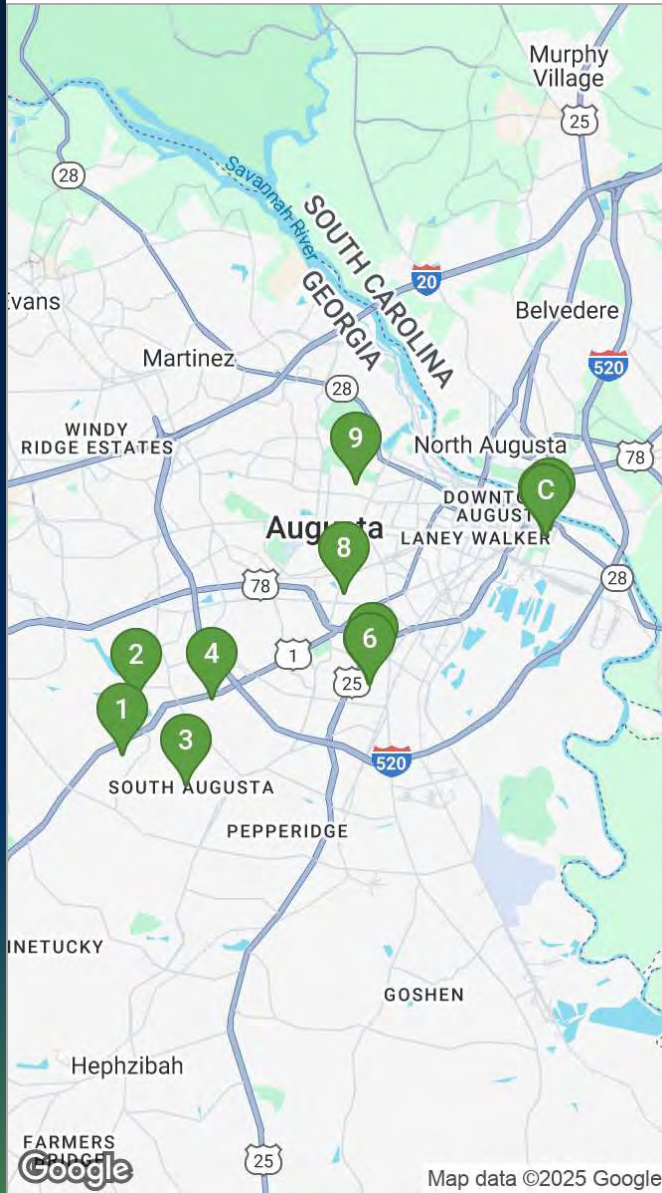 Murphy
Village
25
28
Savannah River
SOUTH CAROLINA
GEORGIA
20
Evans
Belvedere
Martinez
520
28
WINDY
RIDGE ESTATES
9
North Augusta
78
C
DOWNTO
AUGUST
Augusta
LANEY WALKER
8
78
28
6
2
4
1
25
1
3
520
SOUTH AUGUSTA
PEPPERIDGE
INETUCKY
GOSHEN
Hephzibah
FARMERS
BRIDGE
Google
25
Map data ©2025 Google